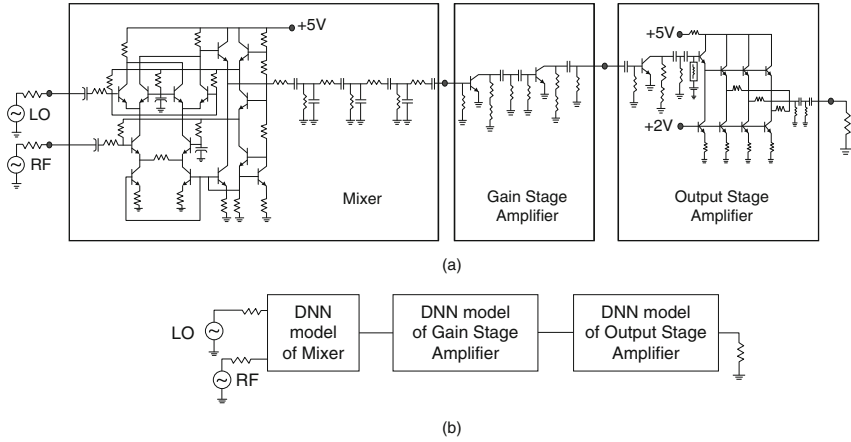 +5V
LO
RF
Mixer
Gain Stage
Amplifier
+5V
+2V
Output Stage
Amplifier
(a)
LO
RF
DNN
model
of Mixer
DNN model
of Gain Stage
Amplifier
DNN model
of Output Stage
Amplifier
(b)